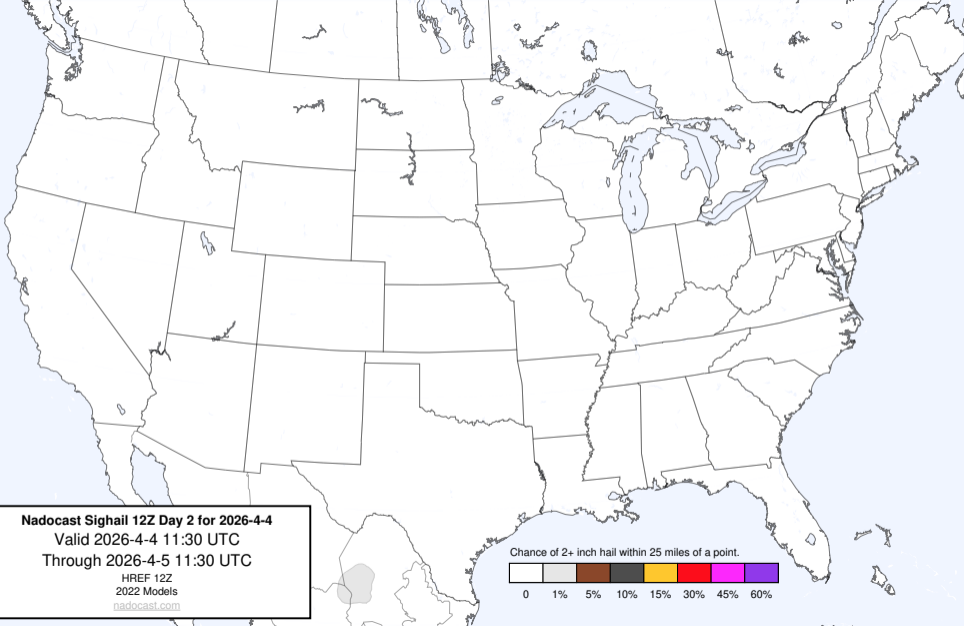 Nadocast Sighail 12Z Day 2 for 2026-4-4
Valid 2026-4-4 11:30 UTC
Through 2026-4-5 11:30 UTC
HREF 12Z
2022 Models
nadocast.com
Chance of 2+ inch hail within 25 miles of a point.
0 1% 5% 10% 15% 30% 45% 60%